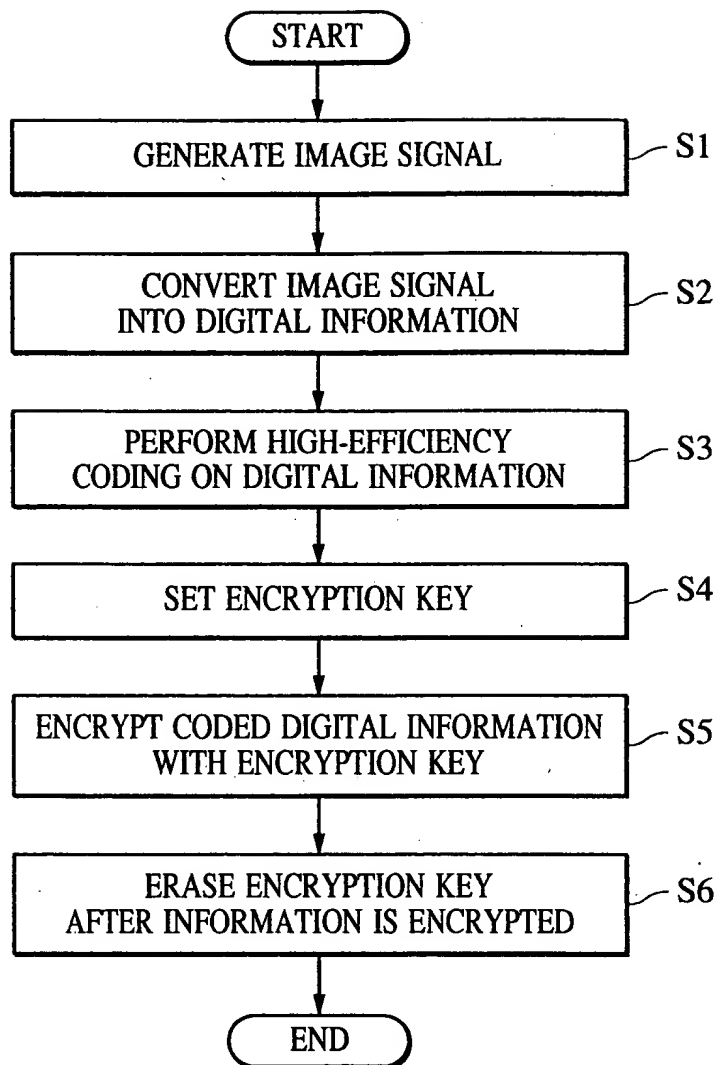 START
GENERATE IMAGE SIGNAL
S1
CONVERT IMAGE SIGNAL
INTO DIGITAL INFORMATION
S2
PERFORM HIGH-EFFICIENCY
CODING ON DIGITAL INFORMATION
S3
SET ENCRYPTION KEY
S4
ENCRYPT CODED DIGITAL INFORMATION
WITH ENCRYPTION KEY
S5
ERASE ENCRYPTION KEY
AFTER INFORMATION IS ENCRYPTED
S6
END